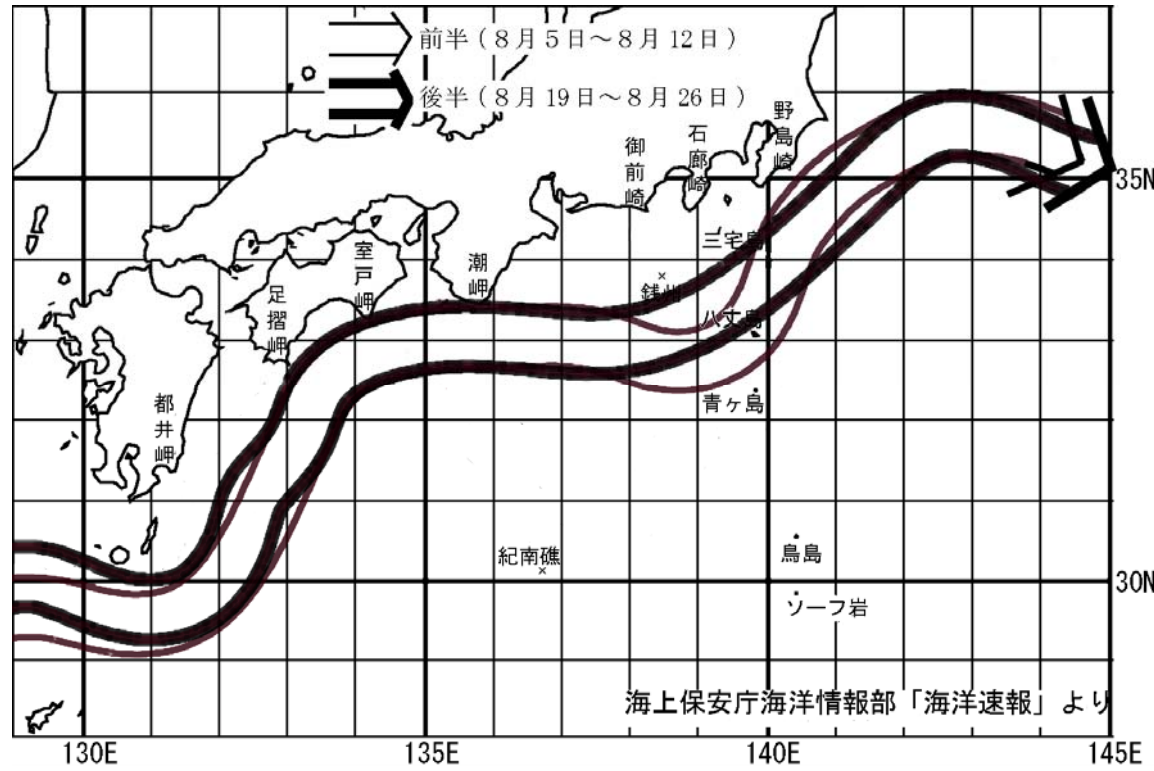 前半(8月5日～8月12日)
後半(8月19日～8月26日)
野島崎
石廊崎
御前崎
35N
三宅島
室戸岬
潮岬
銭州
足摺岬
八丈島
青ヶ島
都井岬
紀南礁
鳥島
30N
ソーフ岩
海上保安庁海洋情報部「海洋速報」より
130E
135E
140E
145E